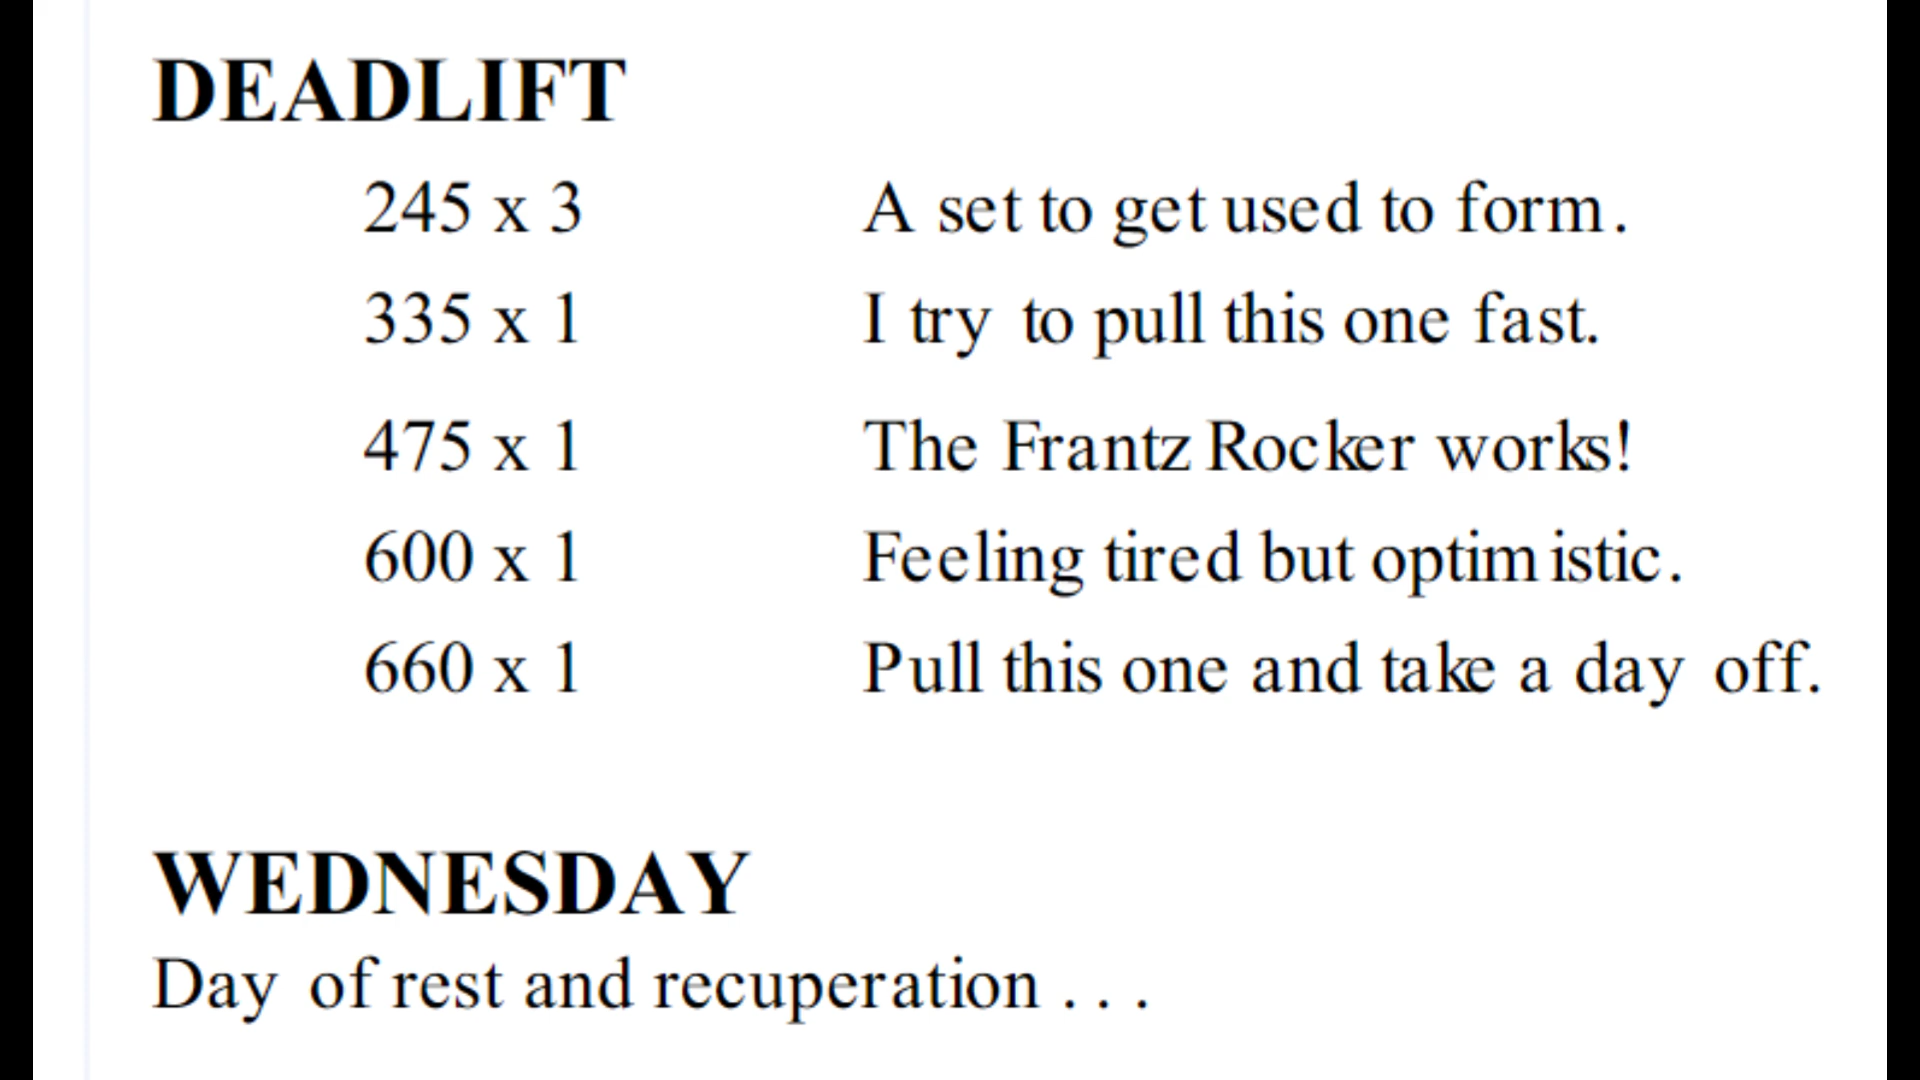 DEADLIFT
245 x 3 A set to get used to form.
335 x 1 I try to pull this one fast.
475 x 1 The Frantz Rocker works!
600 x 1 Feeling tired but optimistic.
660 x 1 Pull this one and take a day off.
WEDNESDAY
Day of rest and recuperation . . .